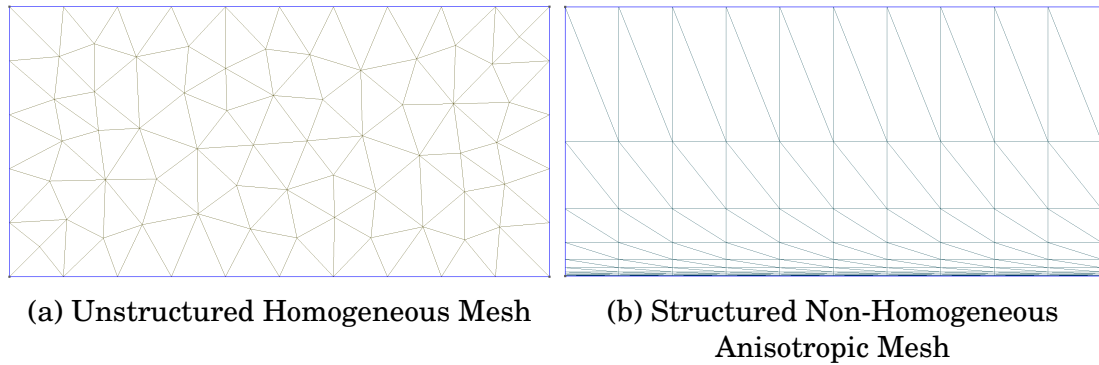 (a) Unstructured Homogeneous Mesh
(b) Structured Non-Homogeneous
Anisotropic Mesh